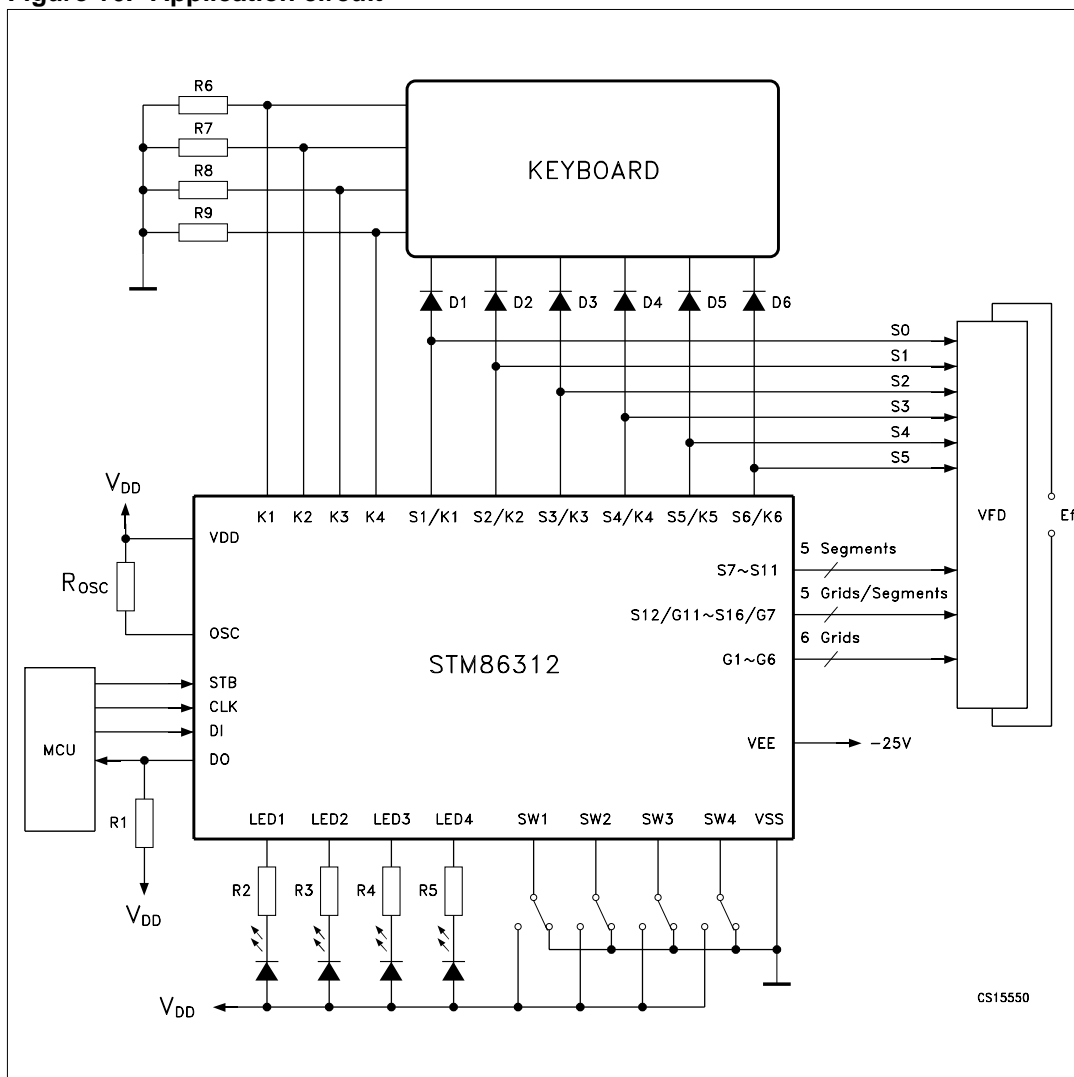 R6
R7
R8
R9
KEYBOARD
D1 D2 D3 D4 D5 D6
S0
S1
S2
S3
S4
S5
VDD
ROSC
K1 K2 K3 K4 S1/K1 S2/K2 S3/K3 S4/K4 S5/K5 S6/K6
VDD
OSC
STB
CLK
DI
DO
MCU
R1
VDD
STM86312
S7~S11
S12/G11~S16/G7
G1~G6
VEE
5 Segments
5 Grids/Segments
6 Grids
-25V
VFD
Ef
LED1 LED2 LED3 LED4 SW1 SW2 SW3 SW4 VSS
R2 R3 R4 R5
VDD
CS15550